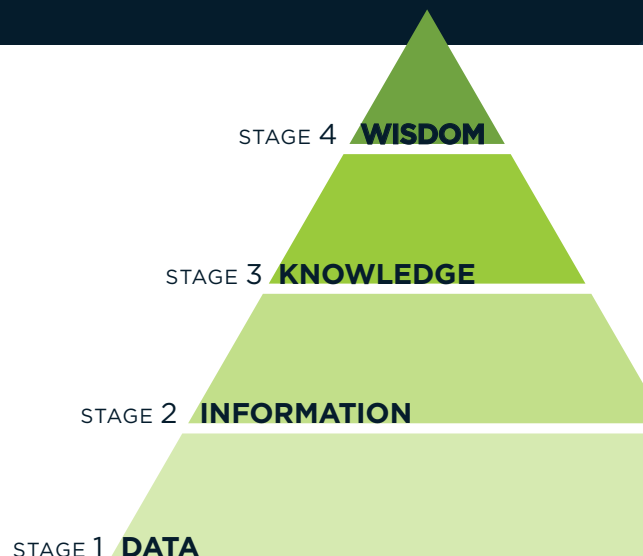 STAGE 4 WISDOM
STAGE 3 KNOWLEDGE
STAGE 2 INFORMATION
STAGE 1 DATA